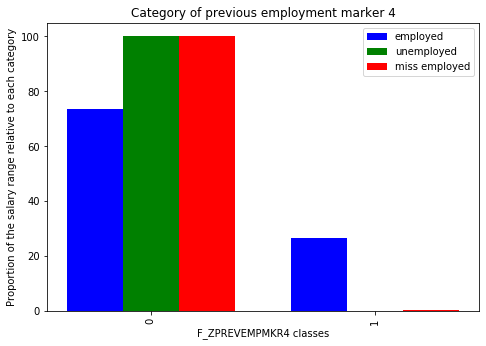 Category of previous employment marker 4
Proportion of the salary range relative to each category
100
80
60
40
20
0
employed
unemployed
miss employed
0
1
F_ZPREVEMPMKR4 classes